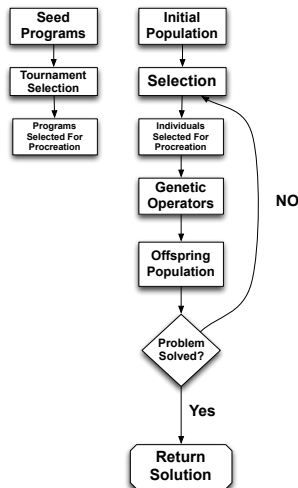 Seed
Programs
Tournament
Selection
Programs
Selected For
Procreation
Initial
Population
Selection
Individuals
Selected For
Procreation
Genetic
Operators
Offspring
Population
Problem
Solved?
NO
Yes
Return
Solution